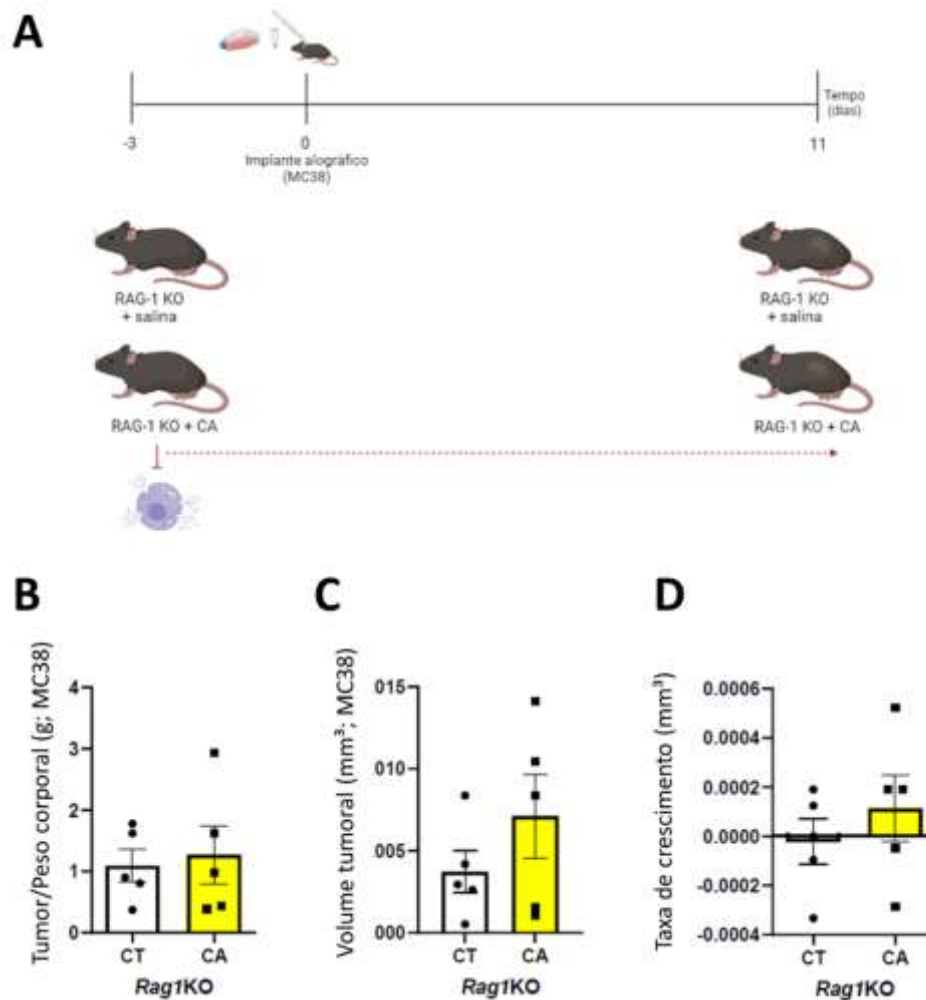 A
-3
0
11
Tempo
(dias)
Implante alográfico
(MC38)
RAG-1 KO
+ salina
RAG-1 KO
+ salina
RAG-1 KO + CA
RAG-1 KO + CA
B
Tumor/Peso corporal (g; MC38)
4
3
2
1
0
CT
CA
Rag1KO
C
Volume tumoral (mm³; MC38)
015
010
005
000
CT
CA
Rag1KO
D
Taxa de crescimento (mm³)
0.0006
0.0004
0.0002
0.0000
-0.0002
-0.0004
CT
CA
Rag1KO